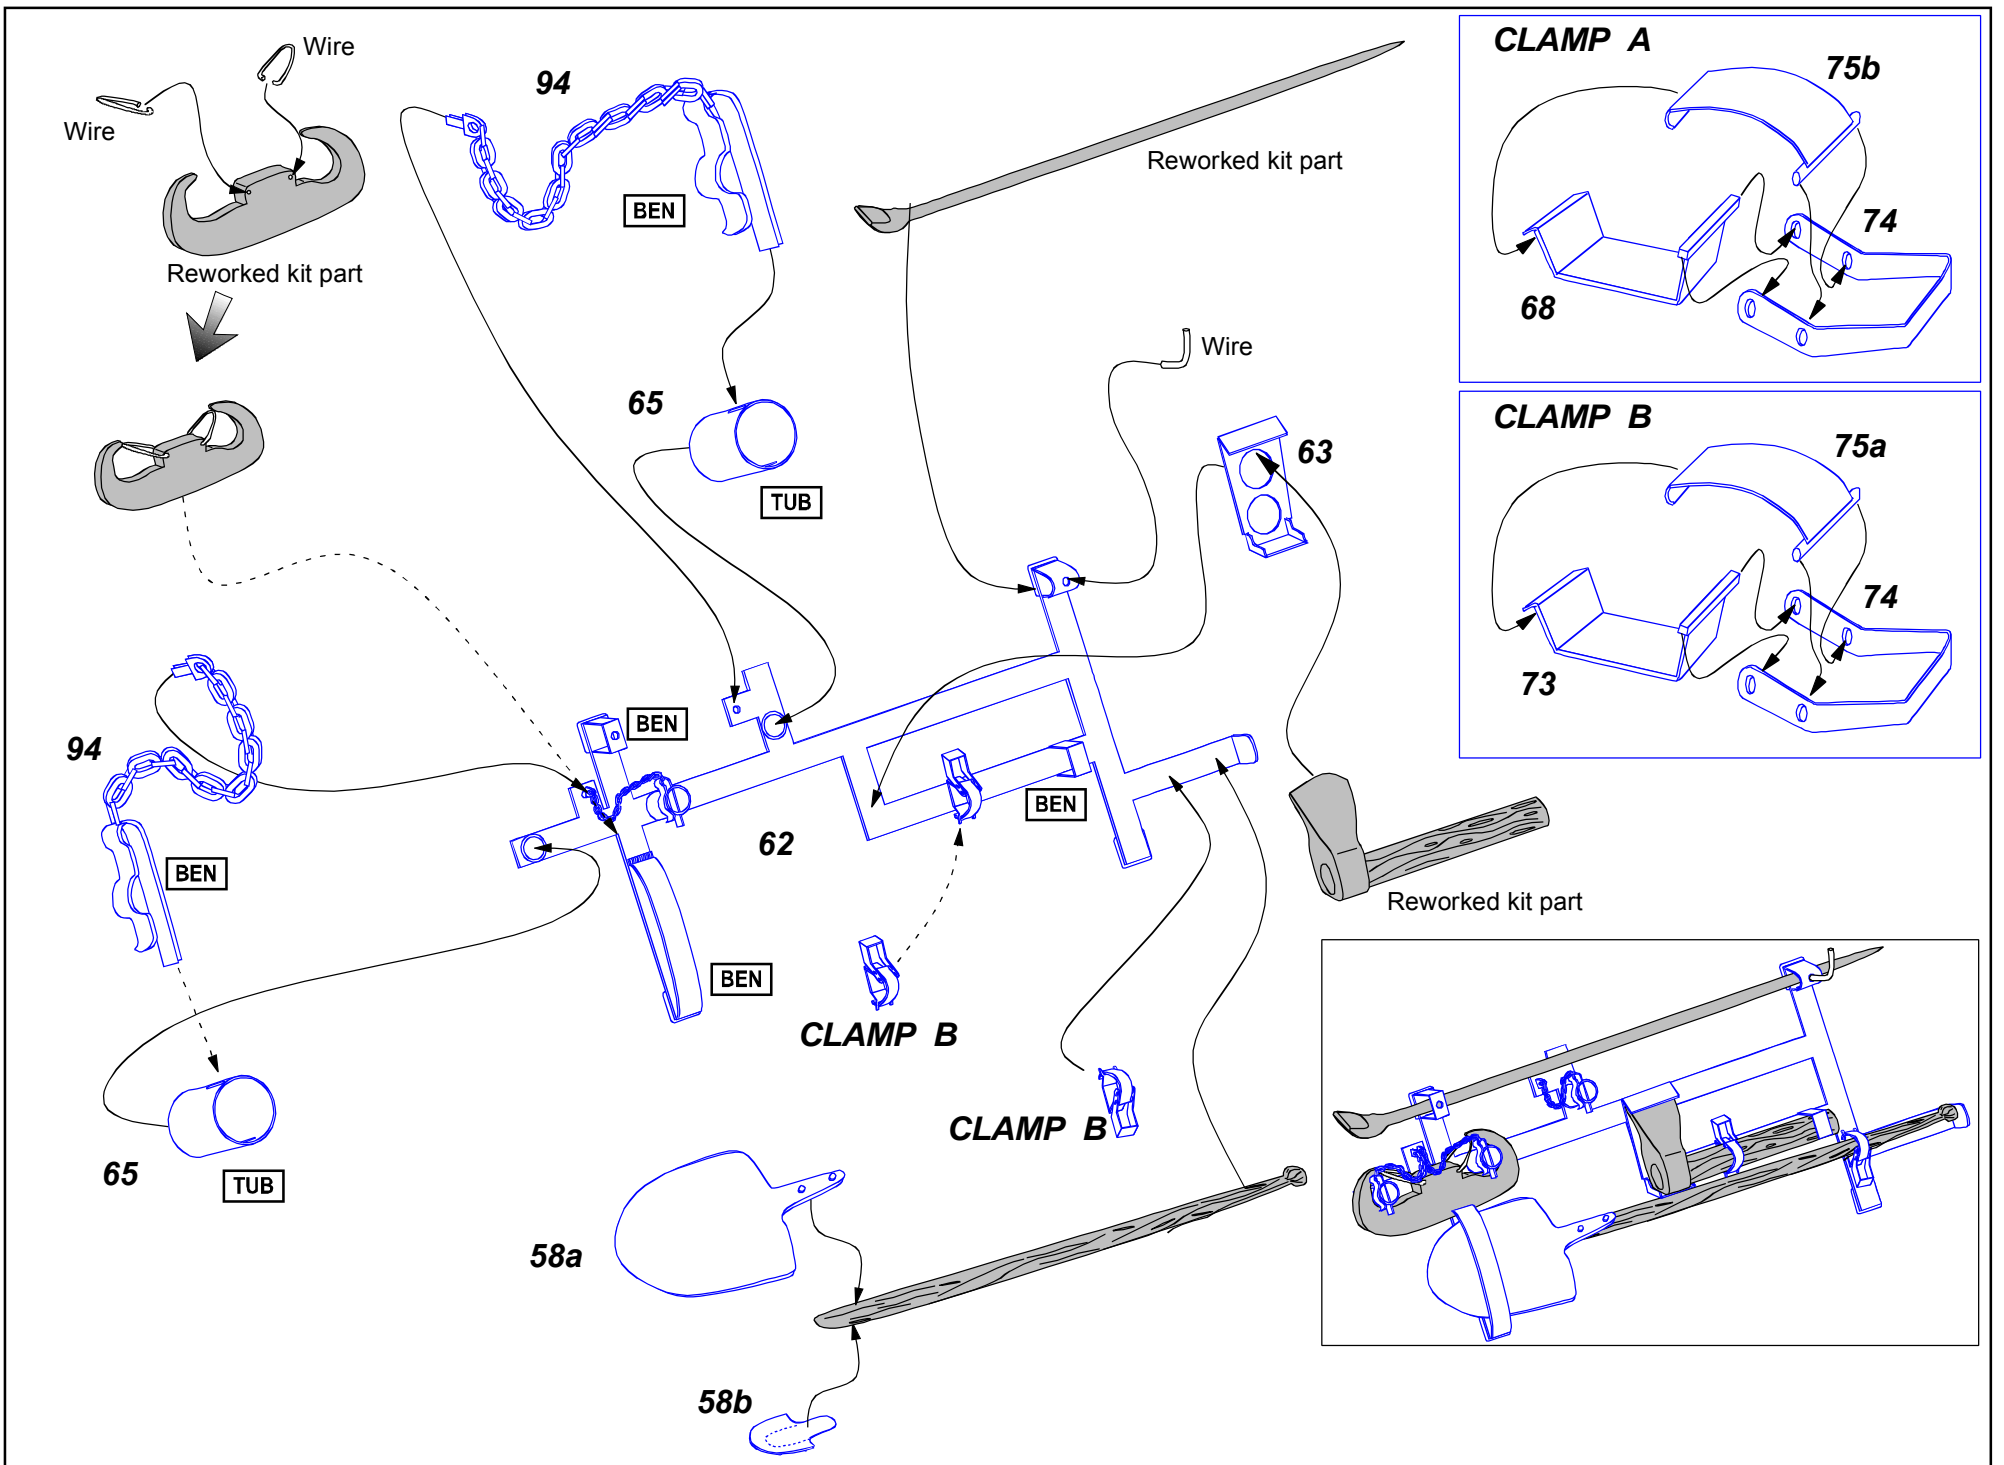 Wire
Wire
Reworked kit part
94
BEN
Reworked kit part
CLAMP A
75b
74
68
Wire
65
TUB
63
CLAMP B
75a
74
73
94
BEN
BEN
62
BEN
BEN
Reworked kit part
CLAMP B
CLAMP B
65
TUB
58a
58b